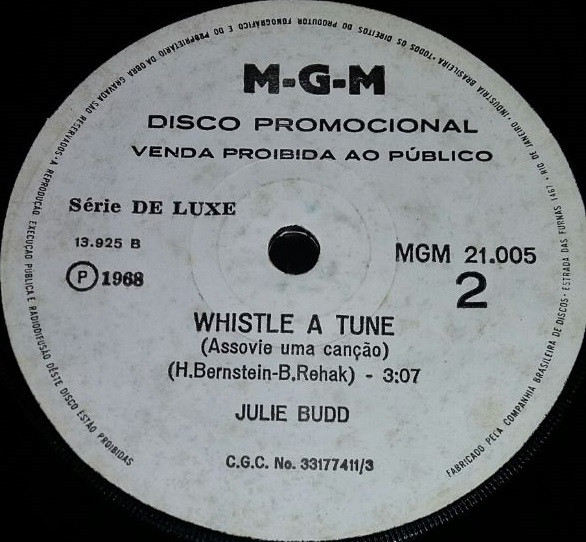 M-G-M
DISCO PROMOCIONAL
VENDA PROIBIDA AO PÚBLICO
Série DE LUXE
13.925 B
Ⓟ 1968
MGM 21.005
2
WHISTLE A TUNE
(Assovie uma canção)
(H.Bernstein-B.Rehak) - 3:07
JULIE BUDD
C.G.C. No. 33177411/3
FABRICADO PELA COMPANHIA BRASILEIRA DE DISCOS · ESTRADA DAS FURNAS 1467 · RIO DE JANEIRO · INDUSTRIA BRASILEIRA · TODOS OS DIREITOS DO PRODUTOR FONOGRÁFICO E DO PROPRIETARIO DA OBRA GRAVADA SÃO RESERVADOS · A REPRODUÇÃO EXECUÇÃO PÚBLICA E RADIODIFUSÃO DÊSTE DISCO ESTÃO PROIBIDAS